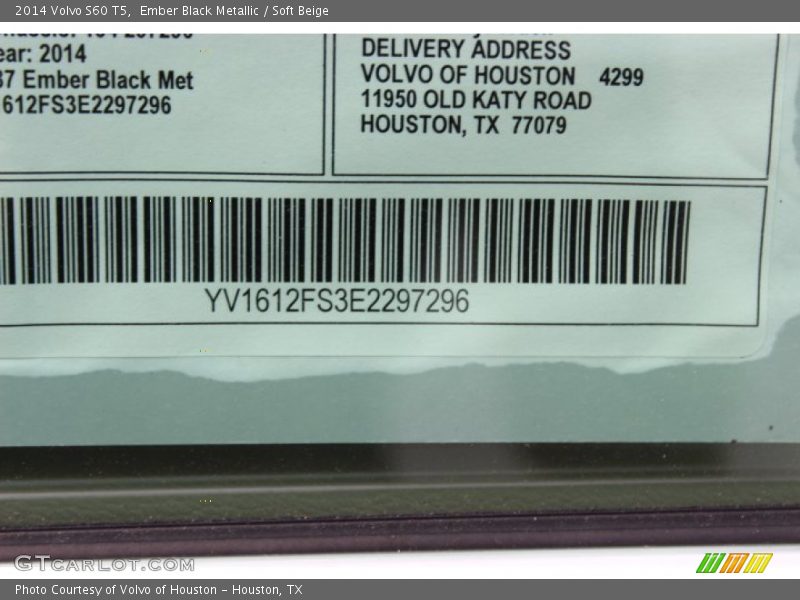 2014 Volvo S60 T5, Ember Black Metallic / Soft Beige
ear: 2014
37 Ember Black Met
1612FS3E2297296
DELIVERY ADDRESS
VOLVO OF HOUSTON 4299
11950 OLD KATY ROAD
HOUSTON, TX 77079
YV1612FS3E2297296
GTCARLOT.COM
Photo Courtesy of Volvo of Houston - Houston, TX